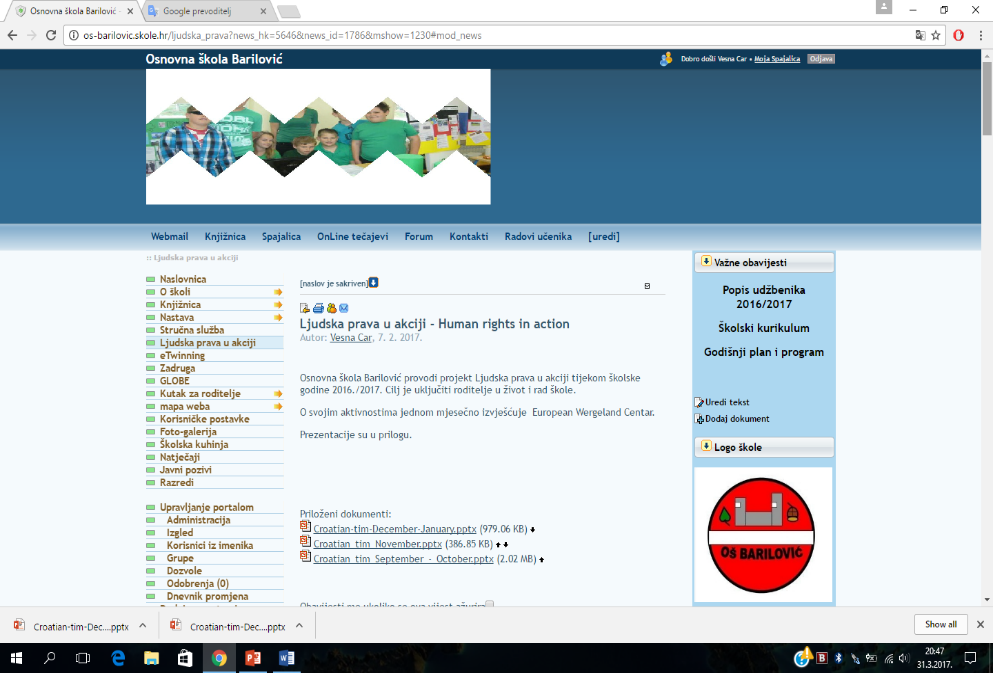 Osnovna škola Barilović -
Google prevoditelj
os-barilovic.skole.hr/ljudska_prava?news_hk=5646&news_id=1786&mshow=1230#mod_news
Osnovna škola Barilović
Dobro došli Vesna Car • Moja Spajalica Odjava
Webmail Knjižnica Spajalica OnLine tečajevi Forum Kontakti Radovi učenika [uredi]
:: Ljudska prava u akciji
Naslovnica
O školi
Knjižnica
Nastava
Stručna služba
Ljudska prava u akciji
eTwinning
Zadruga
GLOBE
Kutak za roditelje
mapa weba
Korisničke postavke
Foto-galerija
Školska kuhinja
Natječaji
Javni pozivi
Razredi
Upravljanje portalom
Administracija
Izgled
Korisnici iz imenika
Grupe
Dozvole
Odobrenja (0)
Dnevnik promjena
[naslov je sakriven]
Ljudska prava u akciji - Human rights in action
Autor: Vesna Car, 7. 2. 2017.
Osnovna škola Barilović provodi projekt Ljudska prava u akciji tijekom školske
godine 2016./2017. Cilj je uključiti roditelje u život i rad škole.
O svojim aktivnostima jednom mjesečno izvješćuje European Wergeland Centar.
Prezentacije su u prilogu.
Priloženi dokumenti:
Croatian-tim-December-January.pptx (979.06 KB)
Croatian_tim_November.pptx (386.85 KB)
Croatian_tim_September_-_October.pptx (2.02 MB)
Važne obavijesti
Popis udžbenika
2016/2017
Školski kurikulum
Godišnji plan i program
Uredi tekst
Dodaj dokument
Logo škole
OŠ BARILOVIĆ
Croatian-tim-Dec....pptx
Croatian-tim-Dec....pptx
Show all
20:47
31.3.2017.